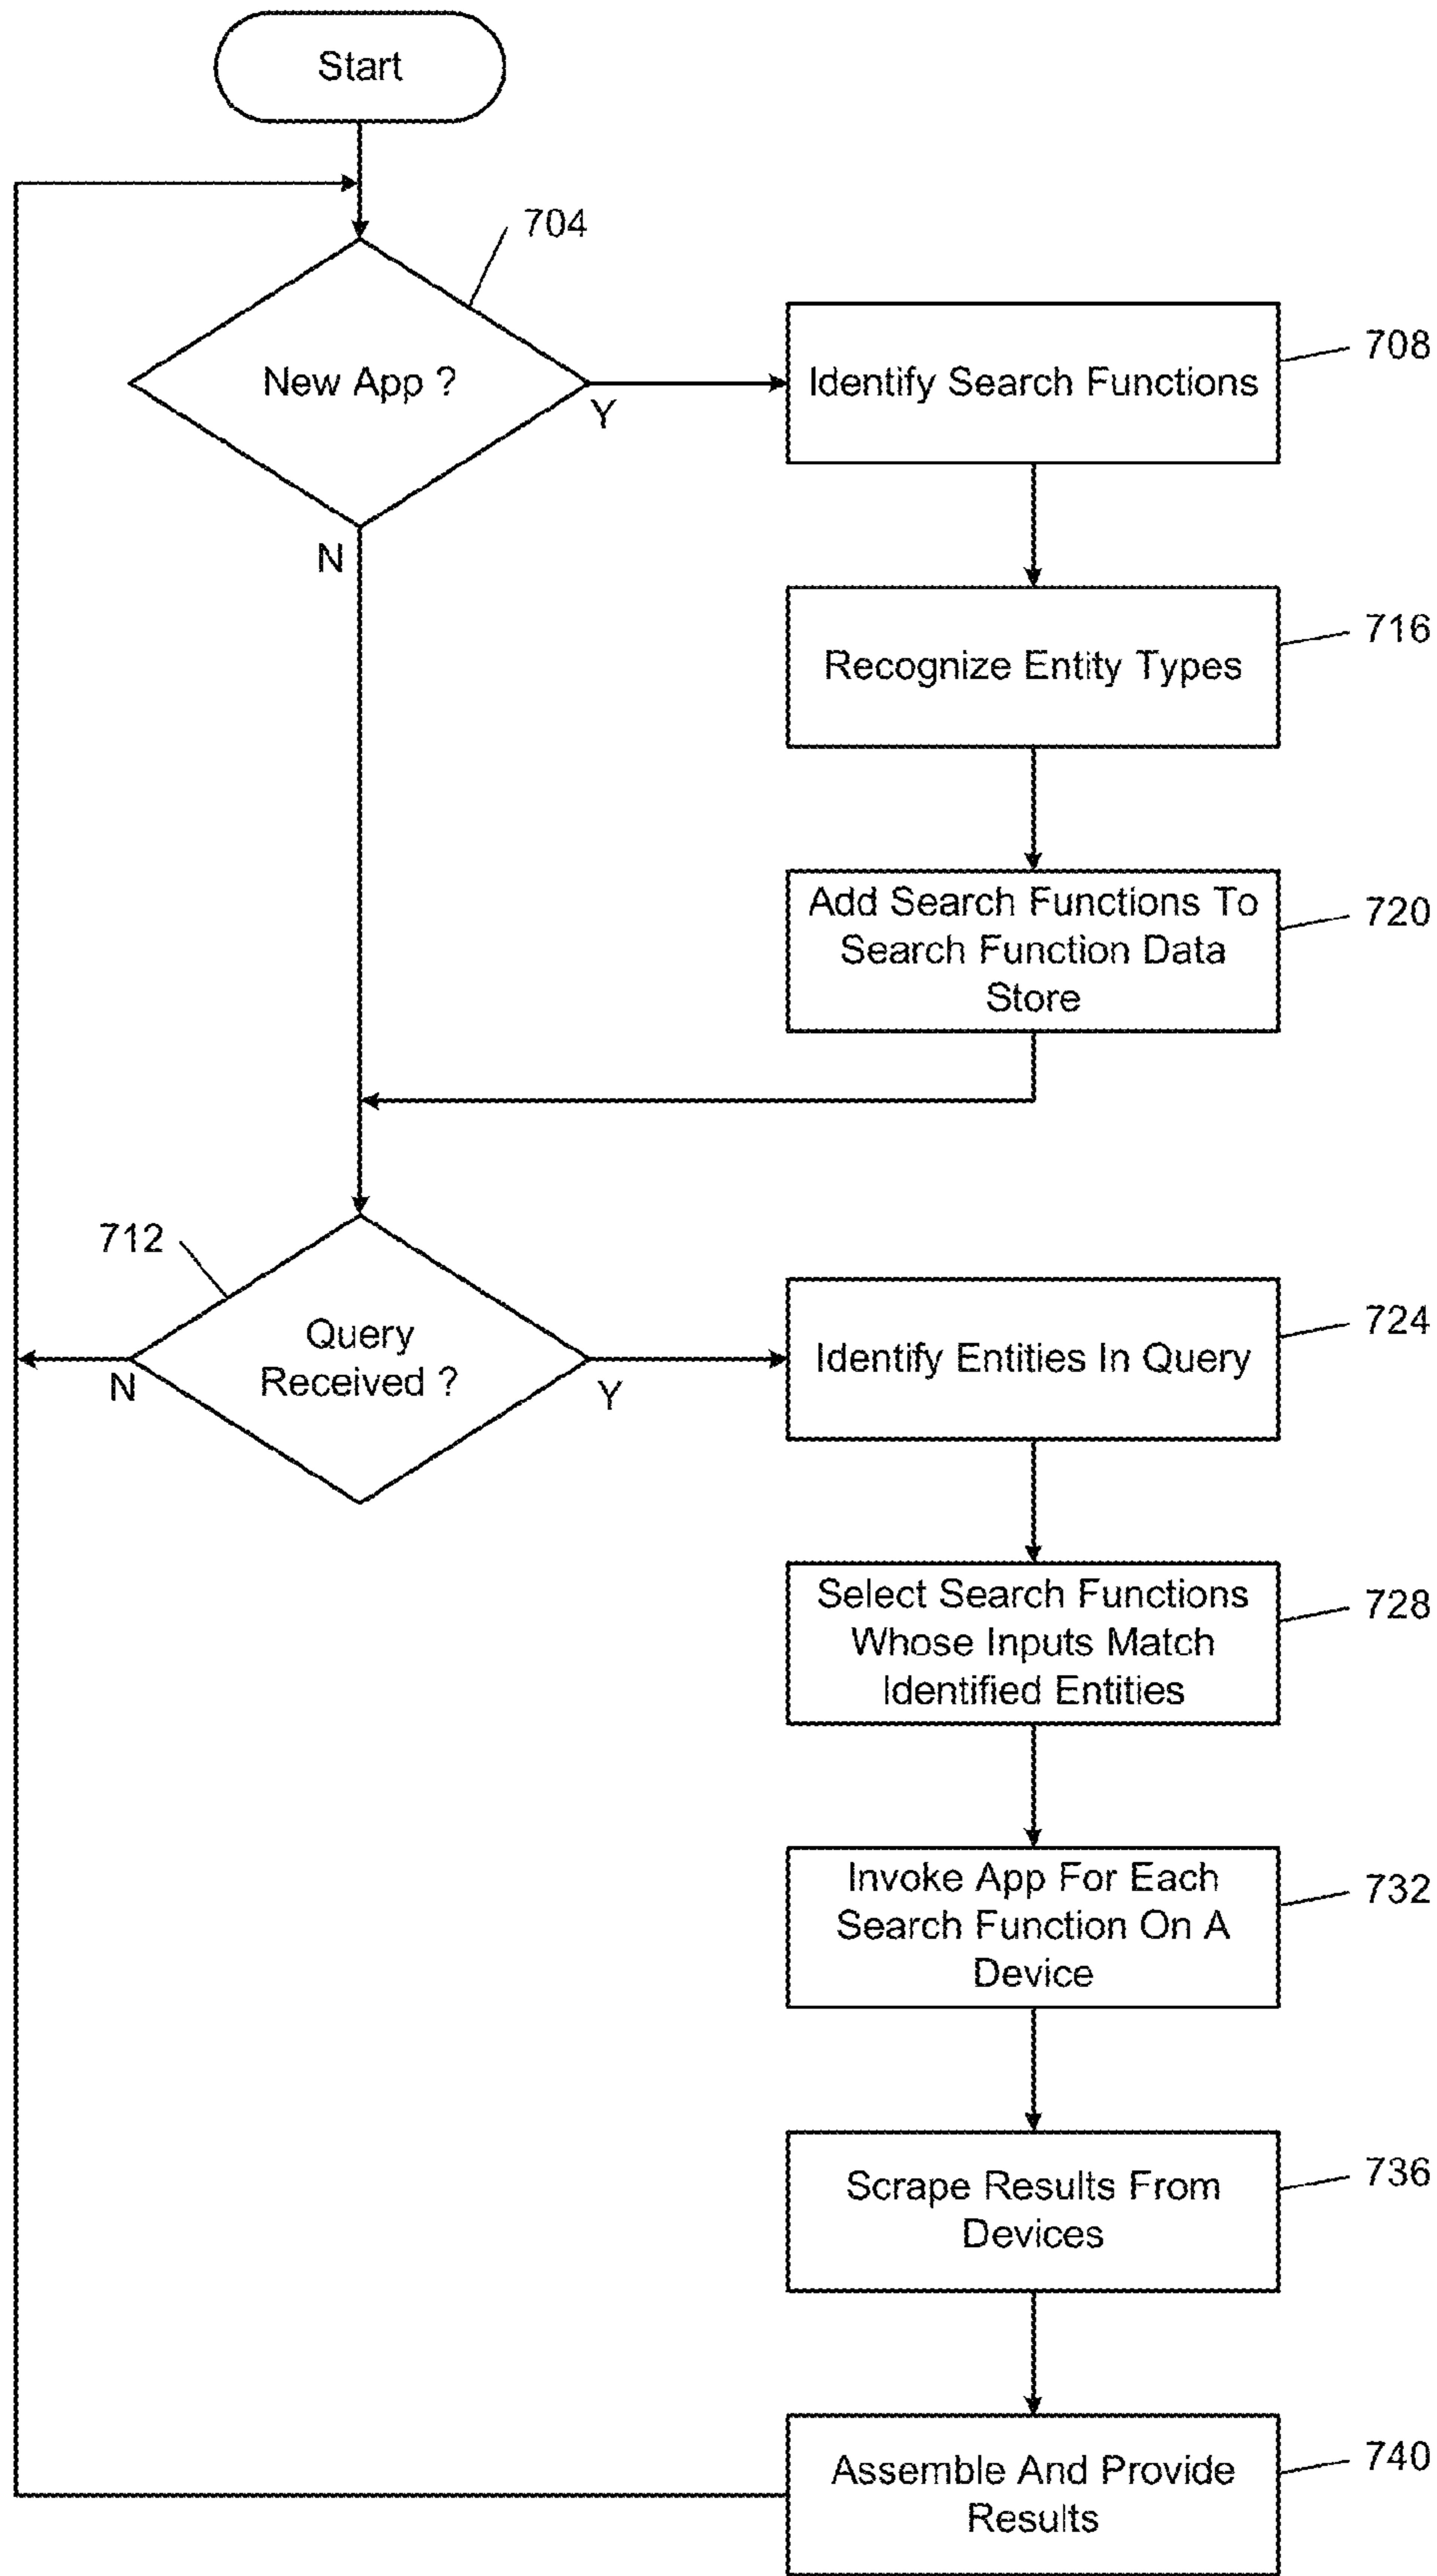 Start
704
New App ?
Y
N
Identify Search Functions
708
Recognize Entity Types
716
Add Search Functions To
Search Function Data
Store
720
712
Query
Received ?
N
Y
Identify Entities In Query
724
Select Search Functions
Whose Inputs Match
Identified Entities
728
Invoke App For Each
Search Function On A
Device
732
Scrape Results From
Devices
736
Assemble And Provide
Results
740